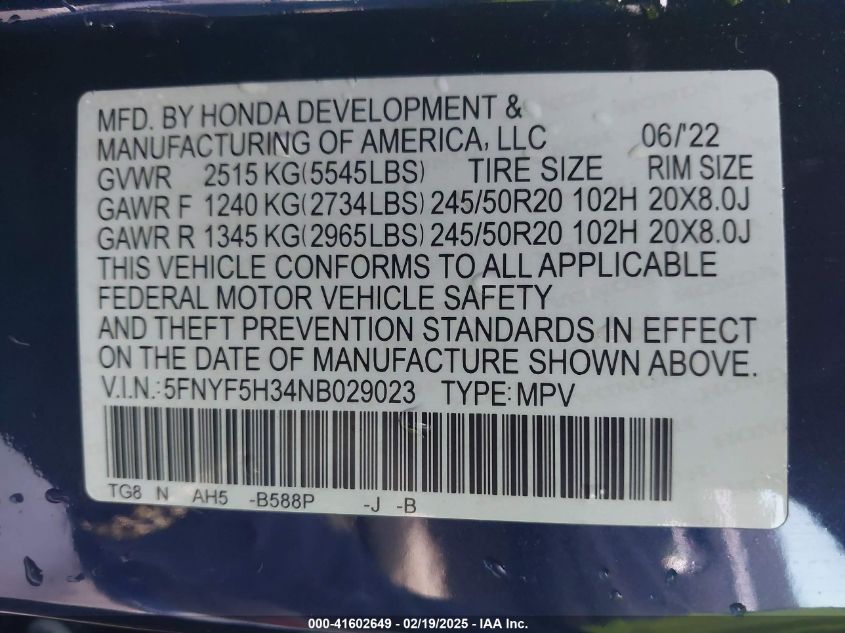 MFD. BY HONDA DEVELOPMENT &
MANUFACTURING OF AMERICA, LLC 06/'22
GVWR 2515 KG(5545LBS) TIRE SIZE RIM SIZE
GAWR F 1240 KG(2734LBS) 245/50R20 102H 20X8.0J
GAWR R 1345 KG(2965LBS) 245/50R20 102H 20X8.0J
THIS VEHICLE CONFORMS TO ALL APPLICABLE
FEDERAL MOTOR VEHICLE SAFETY
AND THEFT PREVENTION STANDARDS IN EFFECT
ON THE DATE OF MANUFACTURE SHOWN ABOVE.
V.I.N.:5FNYF5H34NB029023 TYPE:MPV
TG8 N AH5 -B588P -J -B
000-41602649 - 02/19/2025 - IAA Inc.